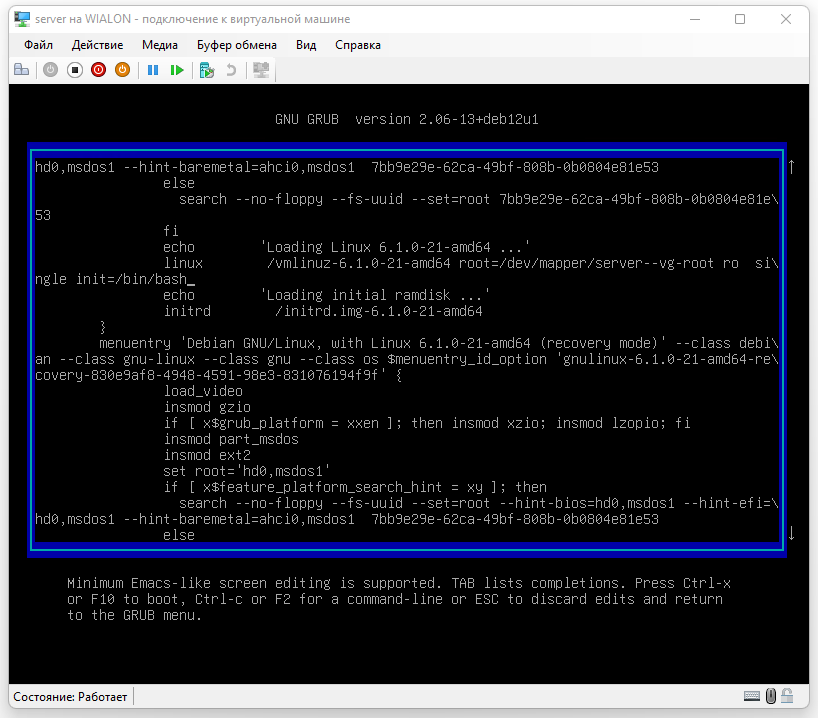 server на WIALON - подключение к виртуальной машине
Файл Действие Медиа Буфер обмена Вид Справка
GNU GRUB version 2.06-13+deb12u1
hd0,msdos1 --hint-baremetal=ahci0,msdos1 7bb9e29e-62ca-49bf-808b-0b0804e81e53
else
search --no-floppy --fs-uuid --set=root 7bb9e29e-62ca-49bf-808b-0b0804e81e\
53
fi
echo 'Loading Linux 6.1.0-21-amd64 ...'
linux /vmlinuz-6.1.0-21-amd64 root=/dev/mapper/server--vg-root ro si\
ngle init=/bin/bash_
echo 'Loading initial ramdisk ...'
initrd /initrd.img-6.1.0-21-amd64
}
menuentry 'Debian GNU/Linux, with Linux 6.1.0-21-amd64 (recovery mode)' --class debi\
an --class gnu-linux --class gnu --class os $menuentry_id_option 'gnulinux-6.1.0-21-amd64-re\
covery-830e9af8-4948-4591-98e3-831076194f9f' {
load_video
insmod gzio
if [ x$grub_platform = xxen ]; then insmod xzio; insmod lzopio; fi
insmod part_msdos
insmod ext2
set root='hd0,msdos1'
if [ x$feature_platform_search_hint = xy ]; then
search --no-floppy --fs-uuid --set=root --hint-bios=hd0,msdos1 --hint-efi=\
hd0,msdos1 --hint-baremetal=ahci0,msdos1 7bb9e29e-62ca-49bf-808b-0b0804e81e53
else
Minimum Emacs-like screen editing is supported. TAB lists completions. Press Ctrl-x
or F10 to boot, Ctrl-c or F2 for a command-line or ESC to discard edits and return
to the GRUB menu.
Состояние: Работает